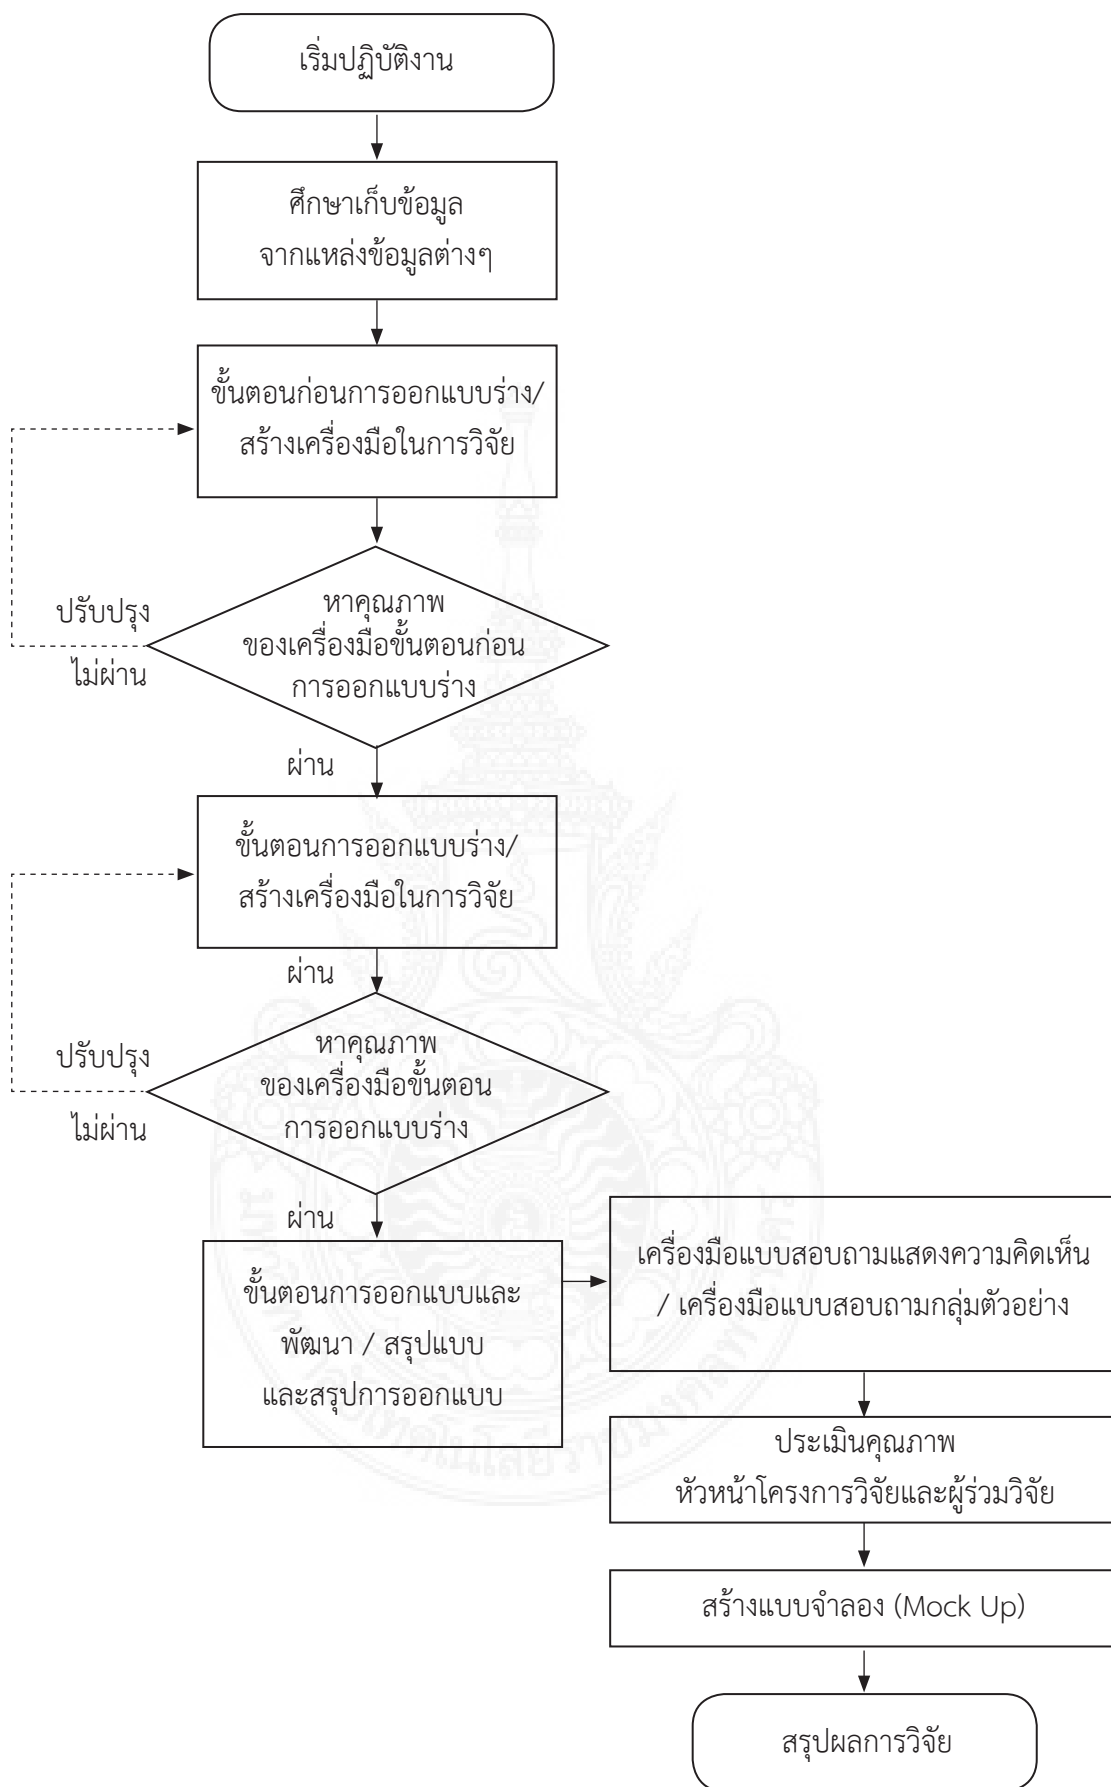 เริ่มปฏิบัติงาน
ศึกษาเก็บข้อมูล
จากแหล่งข้อมูลต่างๆ
ขั้นตอนก่อนการออกแบบร่าง/
สร้างเครื่องมือในการวิจัย
ปรับปรุง
ไม่ผ่าน
หาคุณภาพ
ของเครื่องมือขั้นตอนก่อน
การออกแบบร่าง
ผ่าน
ขั้นตอนการออกแบบร่าง/
สร้างเครื่องมือในการวิจัย
ผ่าน
ปรับปรุง
ไม่ผ่าน
หาคุณภาพ
ของเครื่องมือขั้นตอน
การออกแบบร่าง
ผ่าน
ขั้นตอนการออกแบบและ
พัฒนา / สรุปแบบ
และสรุปการออกแบบ
เครื่องมือแบบสอบถามแสดงความคิดเห็น
/ เครื่องมือแบบสอบถามกลุ่มตัวอย่าง
ประเมินคุณภาพ
หัวหน้าโครงการวิจัยและผู้ร่วมวิจัย
สร้างแบบจำลอง (Mock Up)
สรุปผลการวิจัย